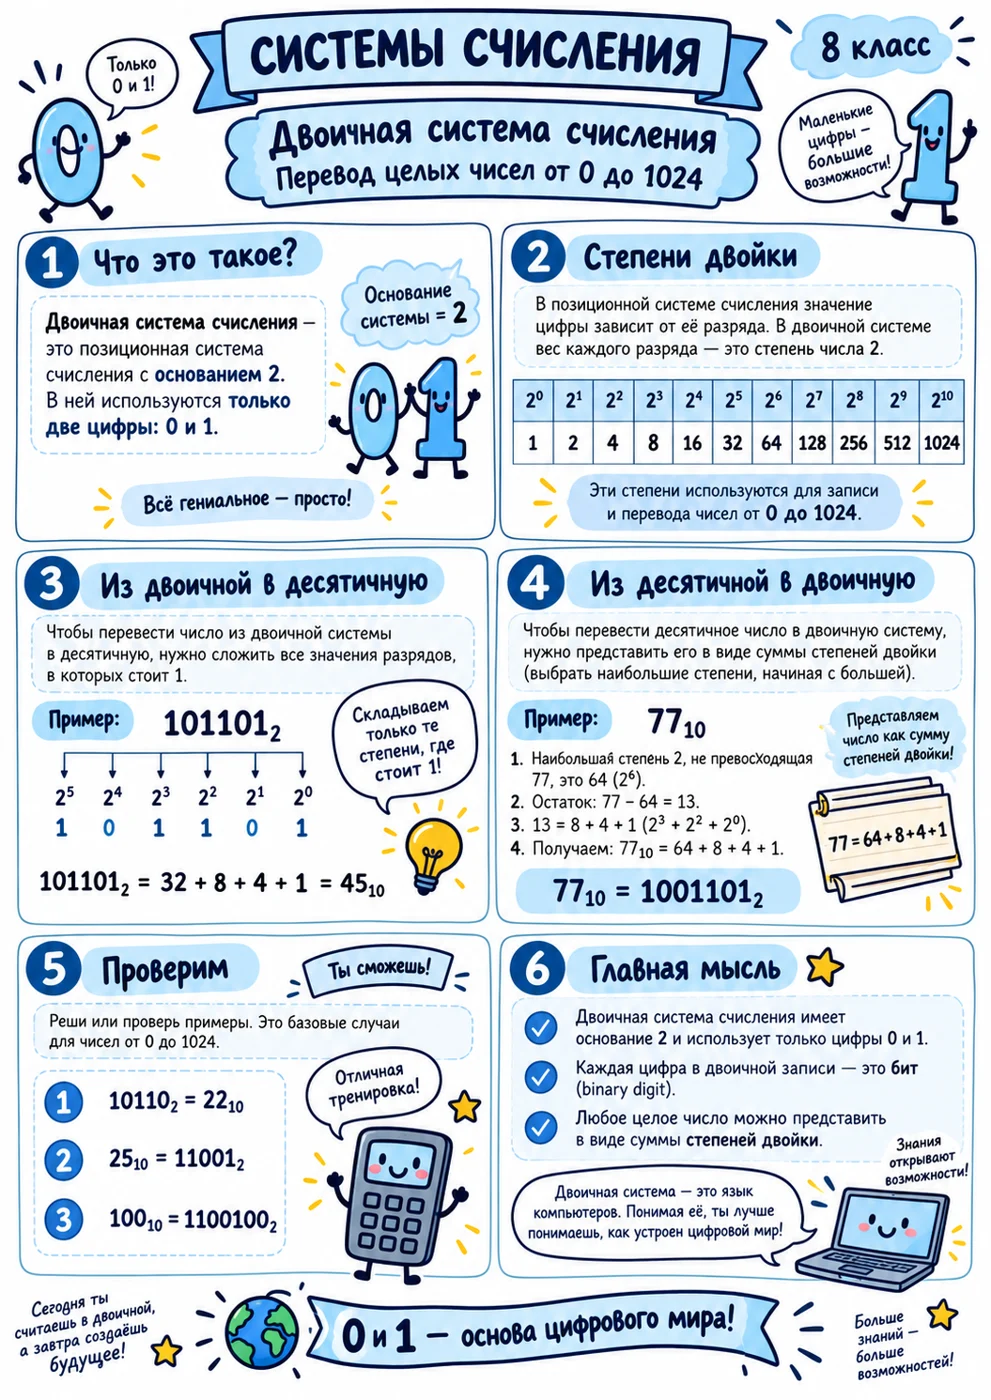 СИСТЕМЫ СЧИСЛЕНИЯ
8 класс
Только
0 и 1!
0
Двоичная система счисления
Перевод целых чисел от 0 до 1024
Маленькие
цифры –
большие
возможности!
1
1 Что это такое?
Двоичная система счисления –
это позиционная система
счисления с основанием 2.
В ней используются только
две цифры: 0 и 1.
Основание
системы = 2
0 1
Всё гениальное – просто!
2 Степени двойки
В позиционной системе счисления значение
цифры зависит от её разряда. В двоичной системе
вес каждого разряда — это степень числа 2.
2⁰ 2¹ 2² 2³ 2⁴ 2⁵ 2⁶ 2⁷ 2⁸ 2⁹ 2¹⁰
1 2 4 8 16 32 64 128 256 512 1024
Эти степени используются для записи
и перевода чисел от 0 до 1024.
3 Из двоичной в десятичную
Чтобы перевести число из двоичной системы
в десятичную, нужно сложить все значения разрядов,
в которых стоит 1.
Пример: 101101₂
2⁵ 2⁴ 2³ 2² 2¹ 2⁰
1 0 1 1 0 1
Складываем
только те
степени, где
стоит 1!
101101₂ = 32 + 8 + 4 + 1 = 45₁₀
4 Из десятичной в двоичную
Чтобы перевести десятичное число в двоичную систему,
нужно представить его в виде суммы степеней двойки
(выбрать наибольшие степени, начиная с большей).
Пример: 77₁₀
1. Наибольшая степень 2, не превосходящая
77, это 64 (2⁶).
2. Остаток: 77 – 64 = 13.
3. 13 = 8 + 4 + 1 (2³ + 2² + 2⁰).
4. Получаем: 77₁₀ = 64 + 8 + 4 + 1.
77₁₀ = 1001101₂
Представляем
число как сумму
степеней двойки!
77=64+8+4+1
5 Проверим
Ты сможешь!
Реши или проверь примеры. Это базовые случаи
для чисел от 0 до 1024.
1 10110₂ = 22₁₀
2 25₁₀ = 11001₂
3 100₁₀ = 1100100₂
Отличная
тренировка!
6 Главная мысль
Двоичная система счисления имеет
основание 2 и использует только цифры 0 и 1.
Каждая цифра в двоичной записи — это бит
(binary digit).
Любое целое число можно представить
в виде суммы степеней двойки.
Знания
открывают
возможности!
Двоичная система – это язык
компьютеров. Понимая её, ты лучше
понимаешь, как устроен цифровой мир!
Сегодня ты
считаешь в двоичной,
а завтра создаёшь
будущее!
0 и 1 – основа цифрового мира!
Больше
знаний –
больше
возможностей!